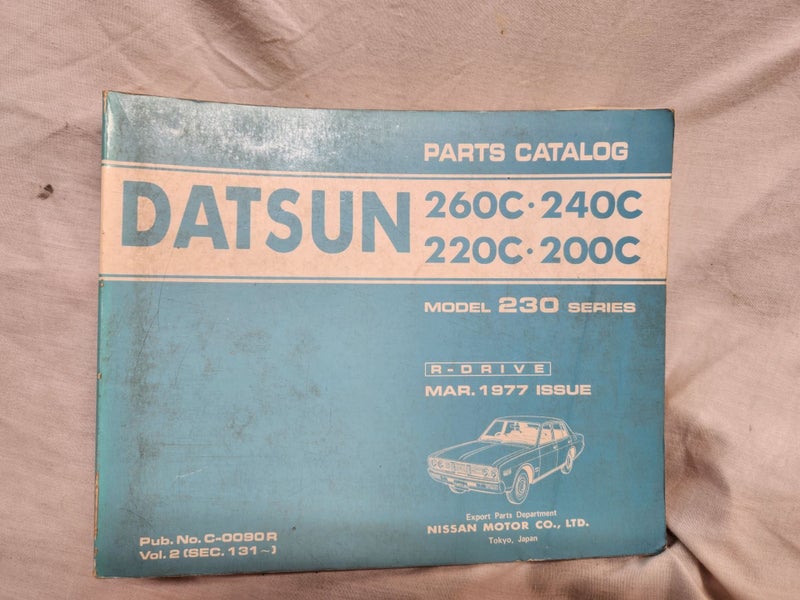 PARTS CATALOG
DATSUN
260C·240C
220C·200C
MODEL 230 SERIES
R-DRIVE
MAR. 1977 ISSUE
Export Parts Department
NISSAN MOTOR CO., LTD.
Tokyo, Japan
Pub. No. C-0090R
Vol. 2 (SEC. 131~)